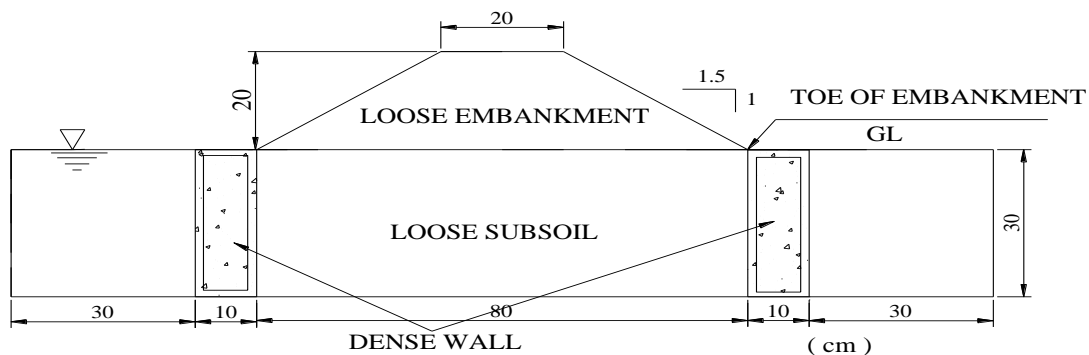 20
1.5
1
20
LOOSE EMBANKMENT
TOE OF EMBANKMENT
GL
LOOSE SUBSOIL
30
30
10
80
10
30
DENSE WALL
( cm )